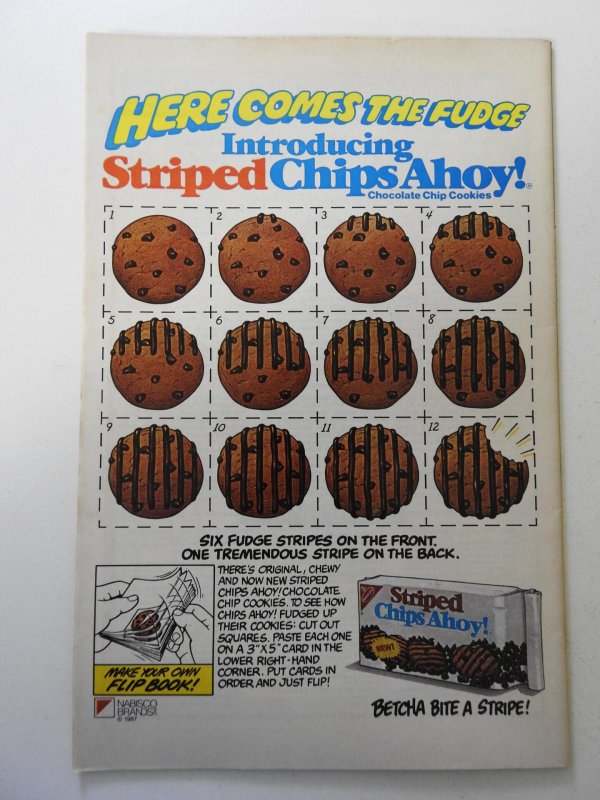 HERE COMES THE FUDGE
Introducing
Striped Chips Ahoy!®
Chocolate Chip Cookies
1 2 3 4
5 6 7 8
9 10 11 12
SIX FUDGE STRIPES ON THE FRONT.
ONE TREMENDOUS STRIPE ON THE BACK.
THERE'S ORIGINAL, CHEWY
AND NOW NEW STRIPED
CHIPS AHOY! CHOCOLATE
CHIP COOKIES. TO SEE HOW
CHIPS AHOY! FUDGED UP
THEIR COOKIES: CUT OUT
SQUARES. PASTE EACH ONE
ON A 3"X5" CARD IN THE
LOWER RIGHT-HAND
CORNER. PUT CARDS IN
ORDER AND JUST FLIP!
MAKE YOUR OWN
FLIP BOOK!
NABISCO
BRANDS
© 1987
Striped
Chips Ahoy!
NEW!
BETCHA BITE A STRIPE!